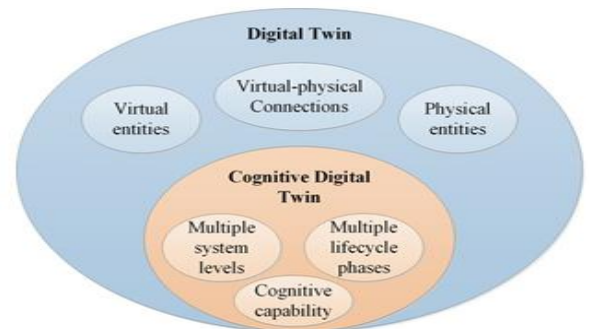 Digital Twin
Virtual-physical
Connections
Virtual
entities
Physical
entities
Cognitive Digital
Twin
Multiple
system
levels
Multiple
lifecycle
phases
Cognitive
capability